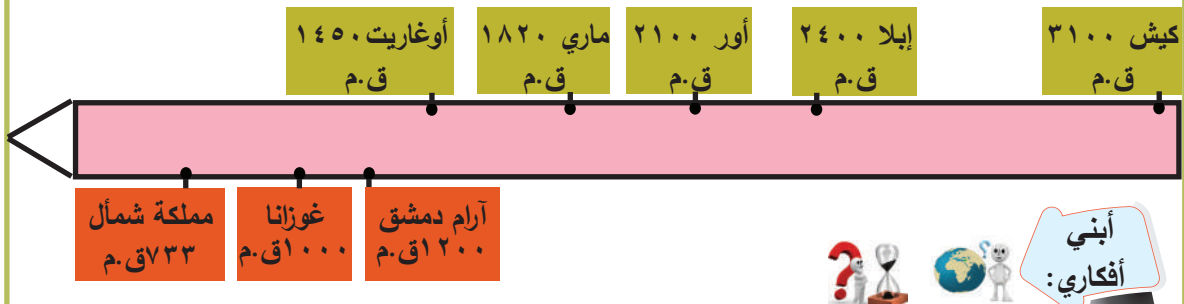 كيش ٣١٠٠
ق.م
إبلا ٢٤٠٠
ق.م
أور ٢١٠٠
ق.م
ماري ١٨٢٠
ق.م
أوغاريت١٤٥٠
ق.م
آرام دمشق
١٢٠٠ق.م
غوزانا
١٠٠٠ق.م
مملكة شمأل
٧٣٣ق.م
أبني
أفكاري: